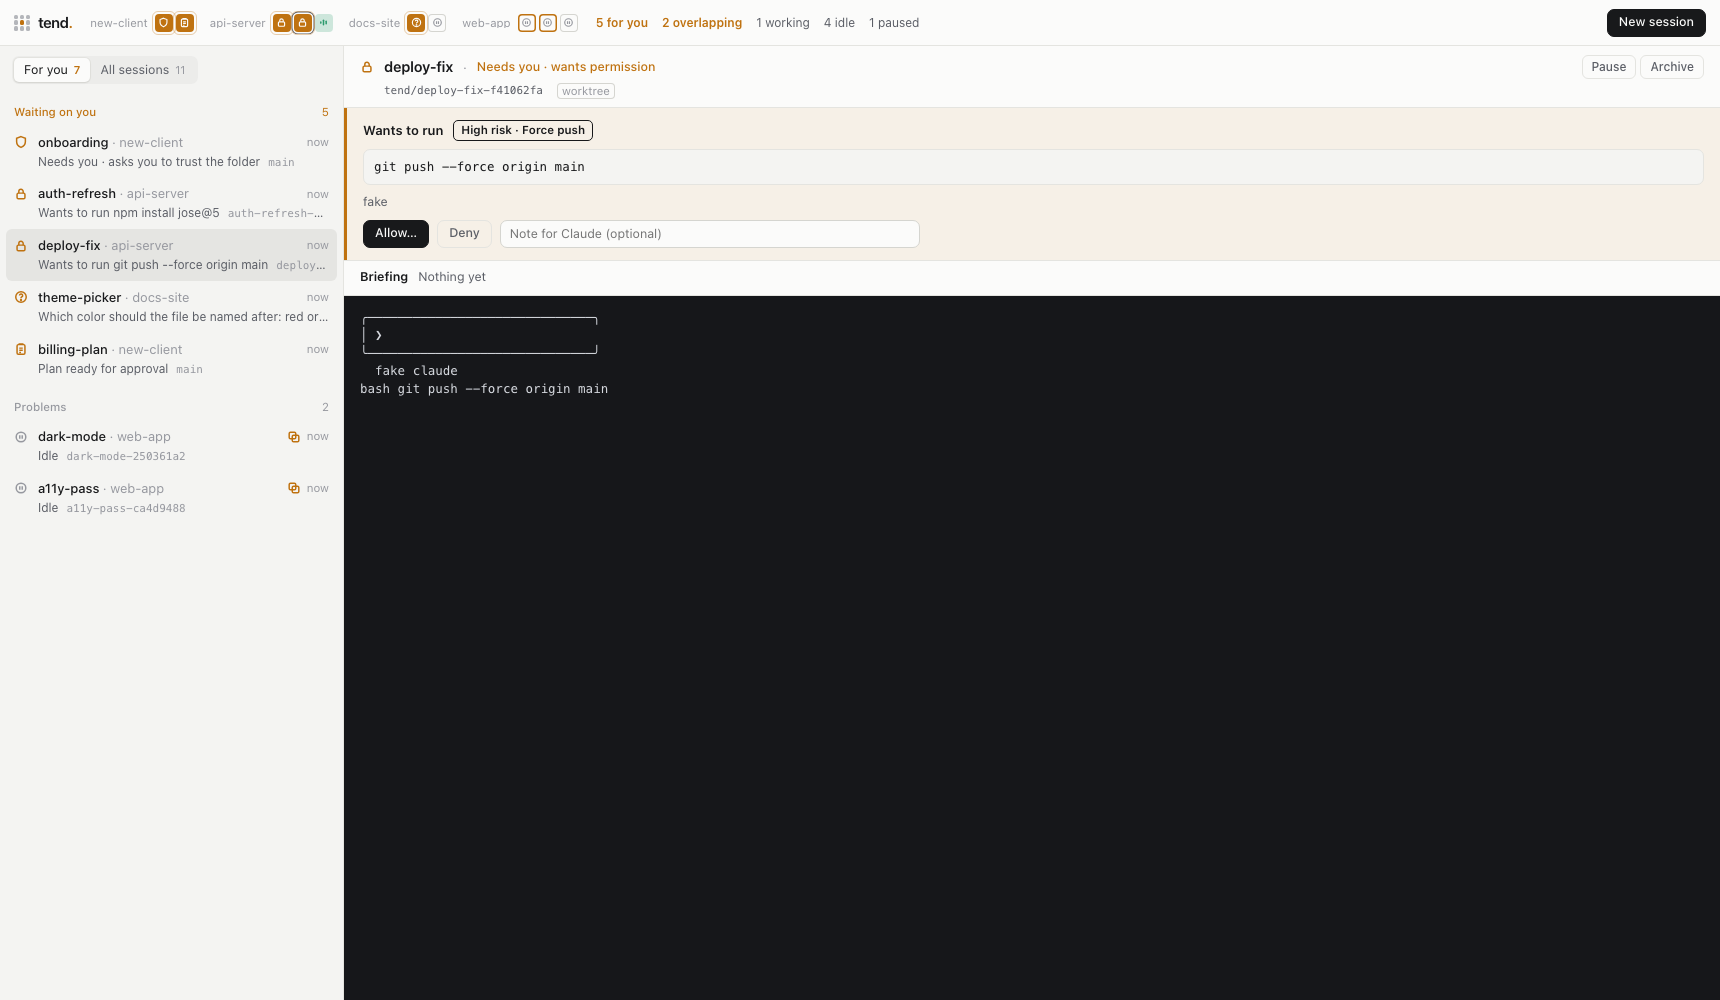 tend. new-client api-server docs-site web-app 5 for you 2 overlapping 1 working 4 idle 1 paused New session
For you 7 All sessions 11
Waiting on you 5
onboarding · new-client now
Needs you · asks you to trust the folder main
auth-refresh · api-server now
Wants to run npm install jose@5 auth-refresh-…
deploy-fix · api-server now
Wants to run git push --force origin main deploy…
theme-picker · docs-site now
Which color should the file be named after: red or…
billing-plan · new-client now
Plan ready for approval main
Problems 2
dark-mode · web-app now
Idle dark-mode-250361a2
a11y-pass · web-app now
Idle a11y-pass-ca4d9488
deploy-fix · Needs you · wants permission Pause Archive
tend/deploy-fix-f41062fa worktree
Wants to run High risk · Force push
git push --force origin main
fake
Allow… Deny Note for Claude (optional)
Briefing Nothing yet
❯
fake claude
bash git push --force origin main